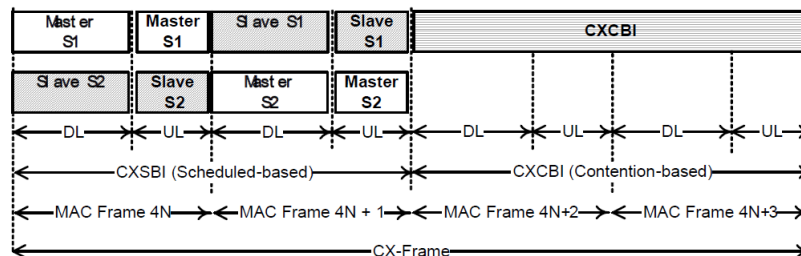 Master Master Slave S1 Slave CXCBI
S1 S1 S1
Slave S2 Slave Master Master
S2 S2 S2
DL UL DL UL DL UL DL UL
CXSBI (Scheduled-based) CXCBI (Contention-based)
MAC Frame 4N MAC Frame 4N + 1 MAC Frame 4N+2 MAC Frame 4N+3
CX-Frame